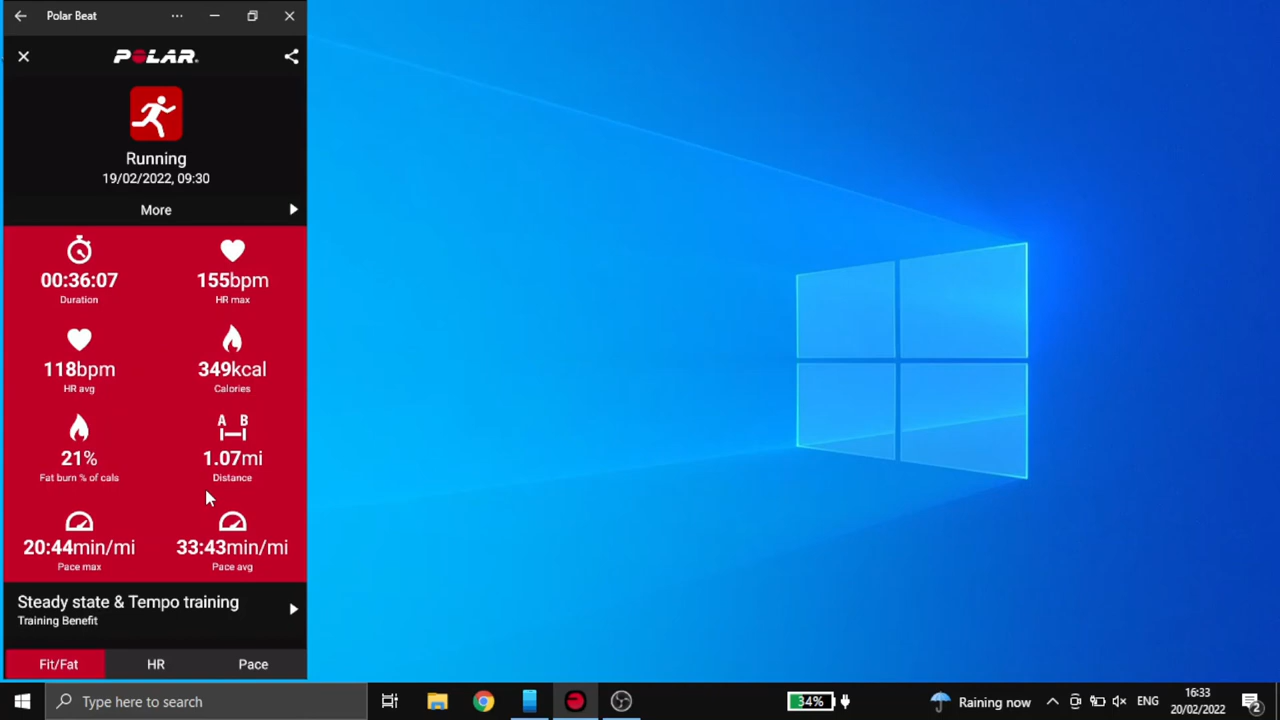 Polar Beat
POLAR
Running
19/02/2022, 09:30
More
00:36:07
Duration
155bpm
HR max
118bpm
HR avg
349kcal
Calories
21%
Fat burn % of cals
A B
1.07mi
Distance
20:44min/mi
Pace max
33:43min/mi
Pace avg
Steady state & Tempo training
Training Benefit
Fit/Fat
HR
Pace
Type here to search
34%
Raining now
ENG
16:33
20/02/2022
2